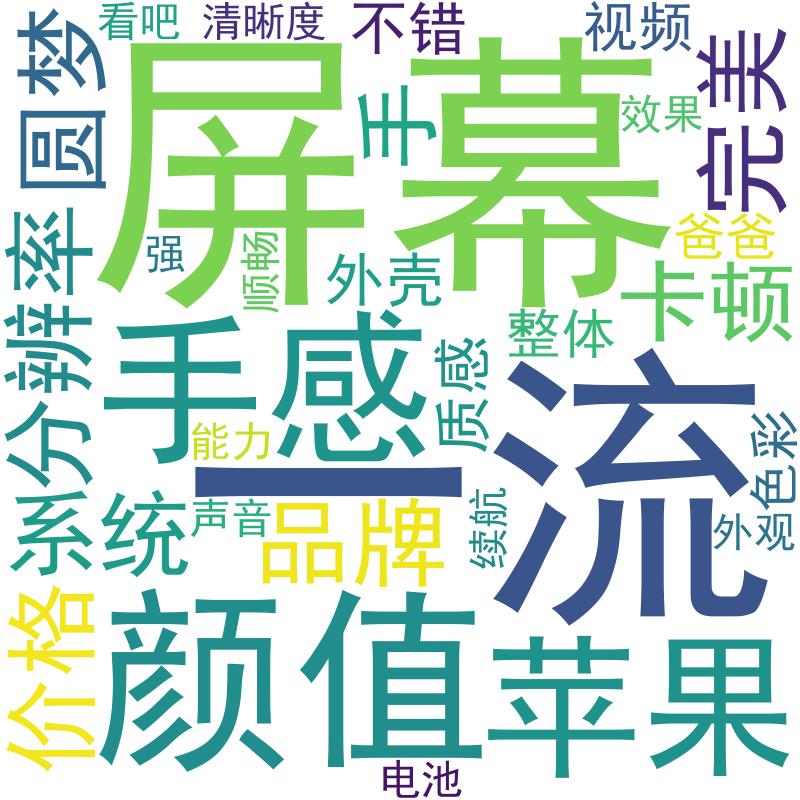 看吧
清晰度
不错
视频
圆梦
屏幕
手
效果
完美
分辨率
强
顺畅
外壳
爸爸
卡顿
手感
质感
整体
一流
能力
色彩
系统
声音
品牌
续航
外观
价格
颜值
苹果
电池